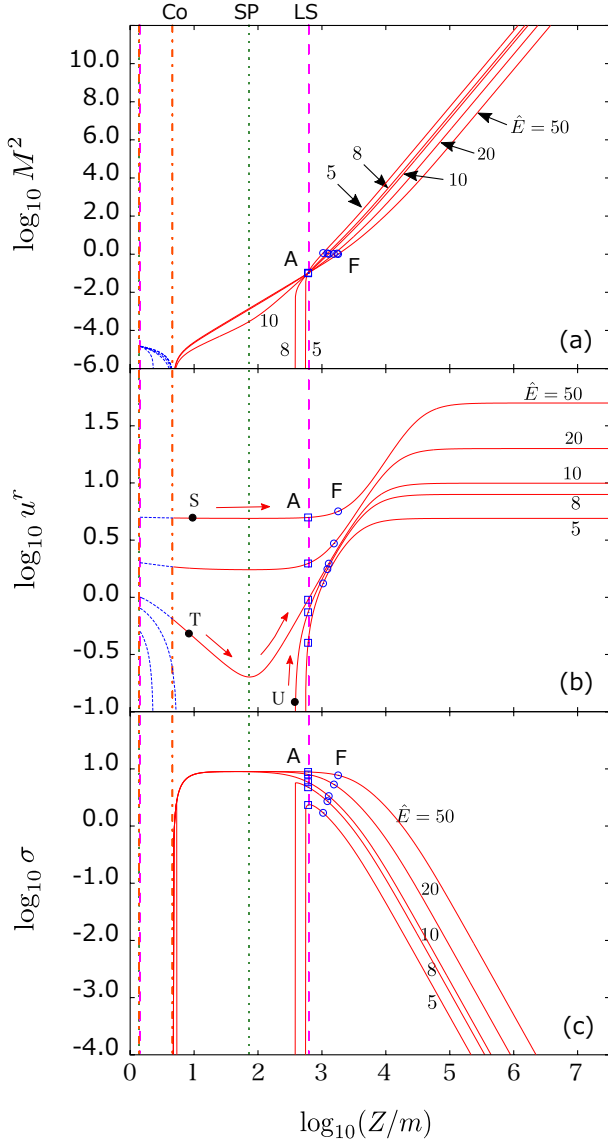 Co SP LS
10.0
8.0
6.0
4.0
2.0
0.0
-2.0
-4.0
-6.0
log₁₀ M²
Ê = 50
20
10
8
5
A
F
10
8
5
(a)
1.5
1.0
0.5
0.0
-0.5
-1.0
log₁₀ uʳ
Ê = 50
20
10
8
5
S
A
F
T
U
(b)
1.0
0.0
-1.0
-2.0
-3.0
-4.0
log₁₀ σ
A
F
Ê = 50
20
10
8
5
(c)
0 1 2 3 4 5 6 7
log₁₀(Z/m)